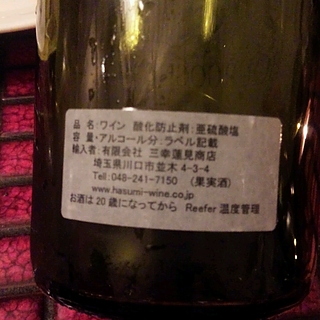 品 名:ワイン 酸化防止剤:亜硫酸塩
容 量・アルコール分:ラベル記載
輸入者:有限会社 三幸蓮見商店
埼玉県川口市並木 4-3-4
Tel:048-241-7150 (果実酒)
www.hasumi-wine.co.jp
お酒は 20 歳になってから Reefer 温度管理